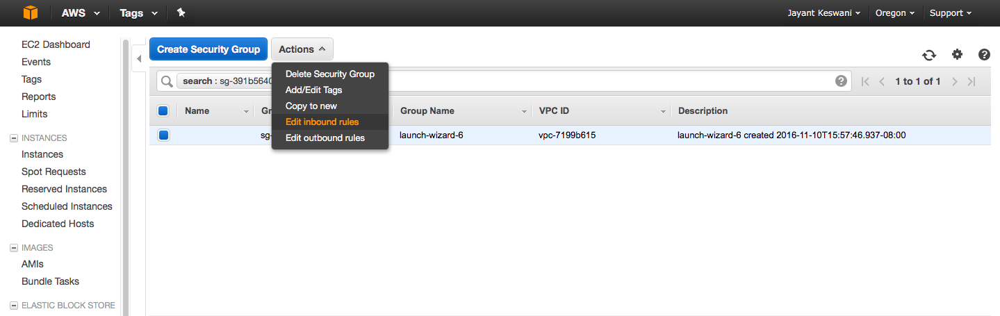 AWS Tags Jayant Keswani Oregon Support
EC2 Dashboard
Events
Tags
Reports
Limits
INSTANCES
Instances
Spot Requests
Reserved Instances
Scheduled Instances
Dedicated Hosts
IMAGES
AMIs
Bundle Tasks
ELASTIC BLOCK STORE
Create Security Group Actions
Delete Security Group
Add/Edit Tags
Copy to new
Edit inbound rules
Edit outbound rules
search : sg-391b5640 1 to 1 of 1
Name Group Name VPC ID Description
sg- launch-wizard-6 vpc-7199b615 launch-wizard-6 created 2016-11-10T15:57:46.937-08:00